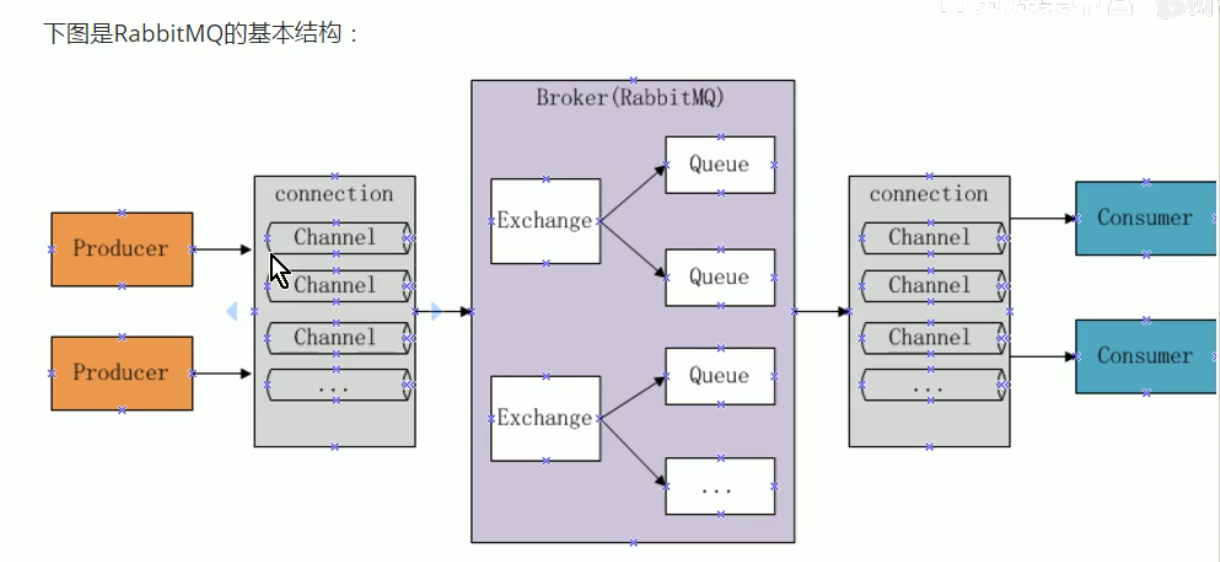 下图是RabbitMQ的基本结构：
Broker(RabbitMQ)
Producer
Producer
connection
Channel
Channel
Channel
...
Exchange
Queue
Queue
Exchange
Queue
...
connection
Channel
Channel
Channel
...
Consumer
Consumer